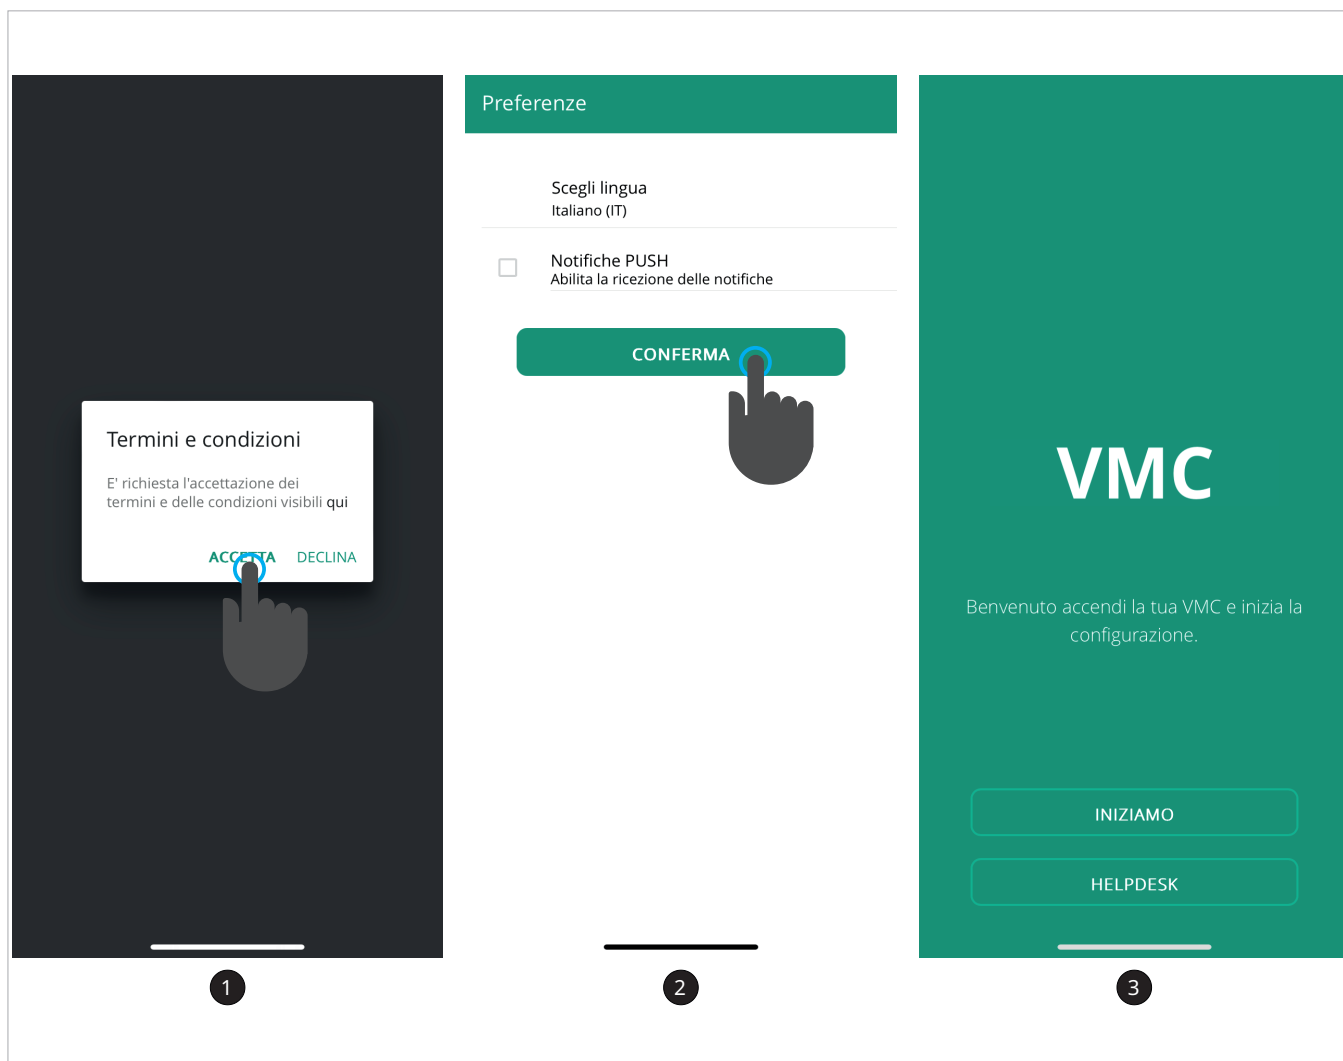 Termini e condizioni
E' richiesta l'accettazione dei
termini e delle condizioni visibili qui
ACCETTA DECLINA
1
Preferenze
Scegli lingua
Italiano (IT)
Notifiche PUSH
Abilita la ricezione delle notifiche
CONFERMA
2
VMC
Benvenuto accendi la tua VMC e inizia la
configurazione.
INIZIAMO
HELPDESK
3